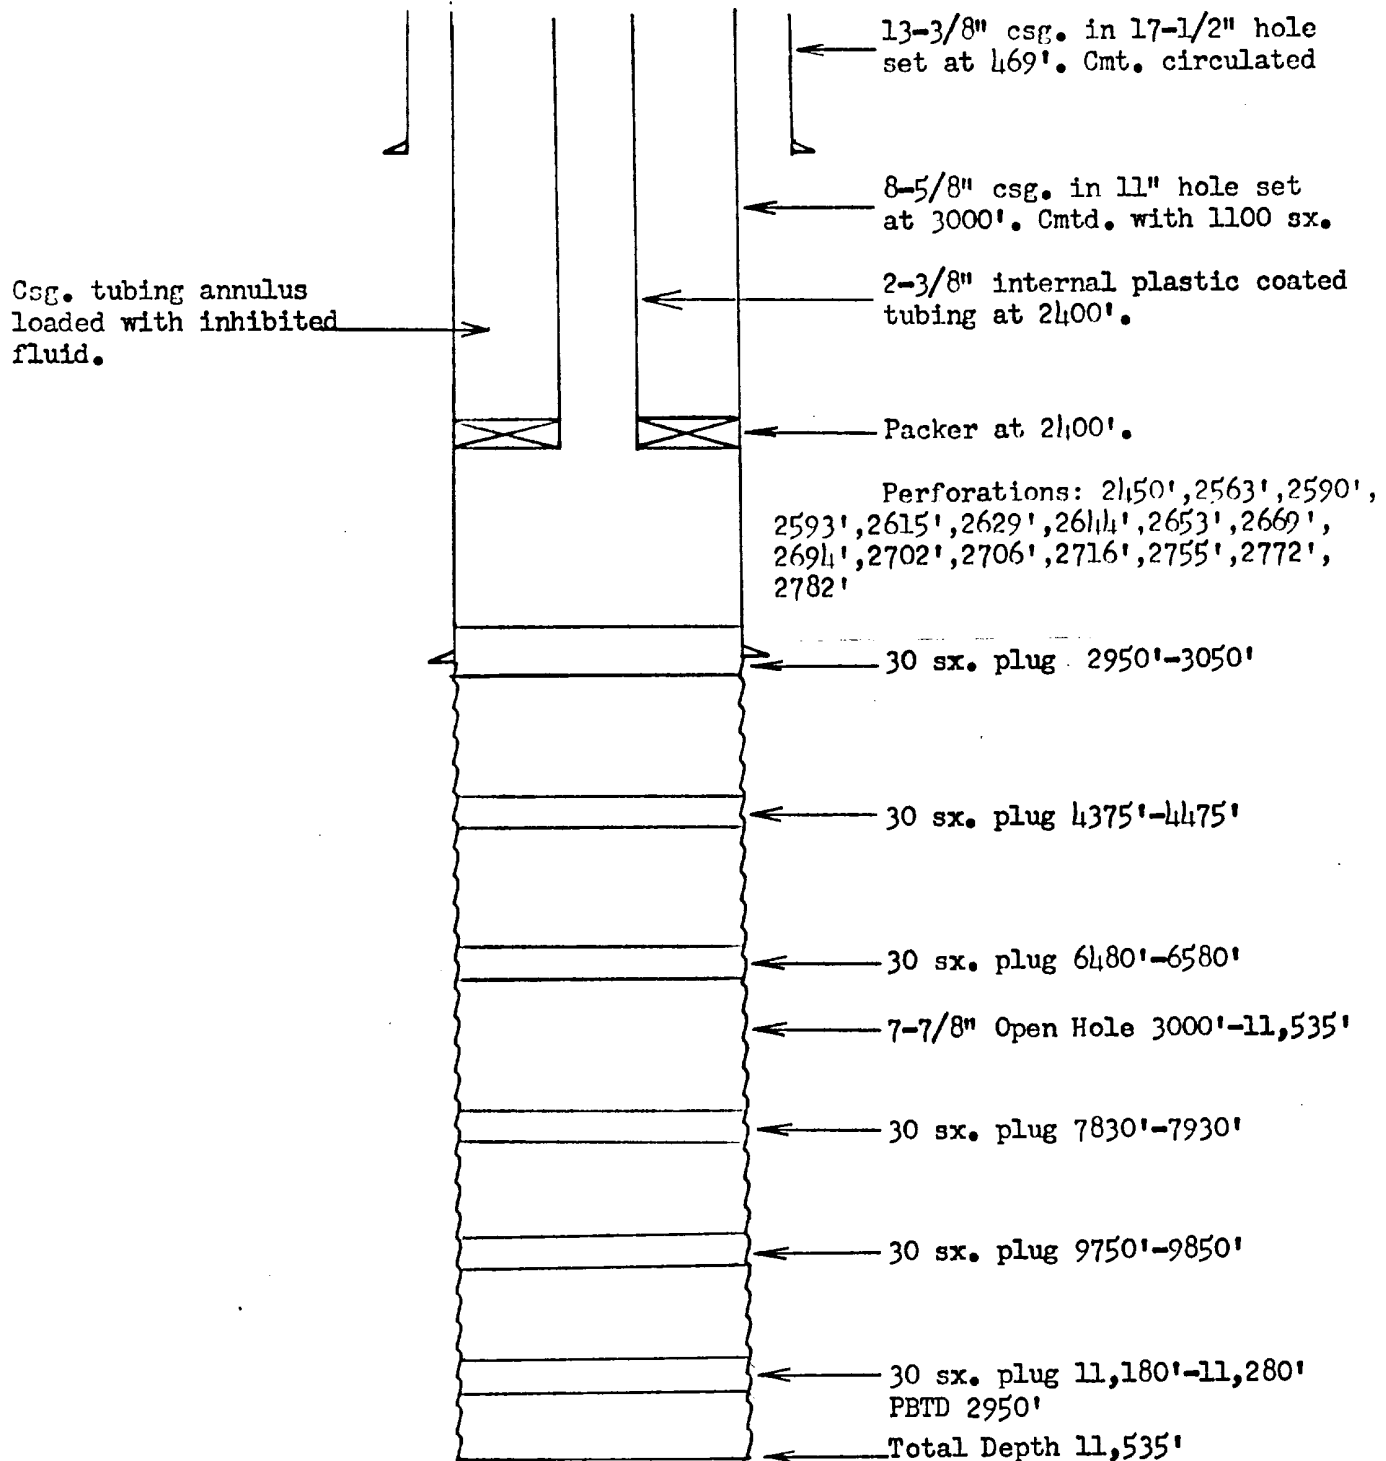 13-3/8" csg. in 17-1/2" hole
set at 469'. Cmt. circulated
8-5/8" csg. in 11" hole set
at 3000'. Cmtd. with 1100 sx.
Csg. tubing annulus
loaded with inhibited
fluid.
2-3/8" internal plastic coated
tubing at 2400'.
Packer at 2400'.
Perforations: 2450',2563',2590',
2593',2615',2629',2644',2653',2669',
2694',2702',2706',2716',2755',2772',
2782'
30 sx. plug 2950'-3050'
30 sx. plug 4375'-4475'
30 sx. plug 6480'-6580'
7-7/8" Open Hole 3000'-11,535'
30 sx. plug 7830'-7930'
30 sx. plug 9750'-9850'
30 sx. plug 11,180'-11,280'
PBTD 2950'
Total Depth 11,535'